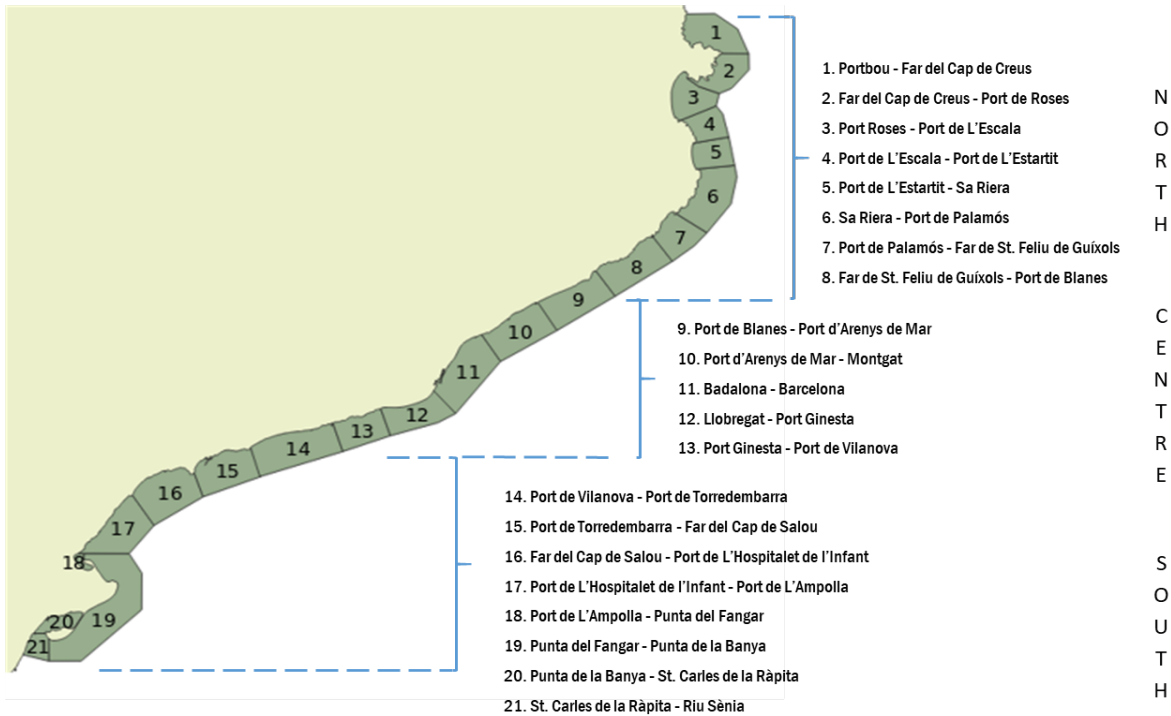 1
2
3
4
5
6
7
8
9
10
11
12
13
14
15
16
17
18
19
20
21
1. Portbou - Far del Cap de Creus
2. Far del Cap de Creus - Port de Roses
3. Port Roses - Port de L'Escala
4. Port de L'Escala - Port de L'Estartit
5. Port de L'Estartit - Sa Riera
6. Sa Riera - Port de Palamós
7. Port de Palamós - Far de St. Feliu de Guíxols
8. Far de St. Feliu de Guíxols - Port de Blanes
NORTH
9. Port de Blanes - Port d'Arenys de Mar
10. Port d'Arenys de Mar - Montgat
11. Badalona - Barcelona
12. Llobregat - Port Ginesta
13. Port Ginesta - Port de Vilanova
CENTRE
14. Port de Vilanova - Port de Torredembarra
15. Port de Torredembarra - Far del Cap de Salou
16. Far del Cap de Salou - Port de L'Hospitalet de l'Infant
17. Port de L'Hospitalet de l'Infant - Port de L'Ampolla
18. Port de L'Ampolla - Punta del Fangar
19. Punta del Fangar - Punta de la Banya
20. Punta de la Banya - St. Carles de la Ràpita
21. St. Carles de la Ràpita - Riu Sènia
SOUTH